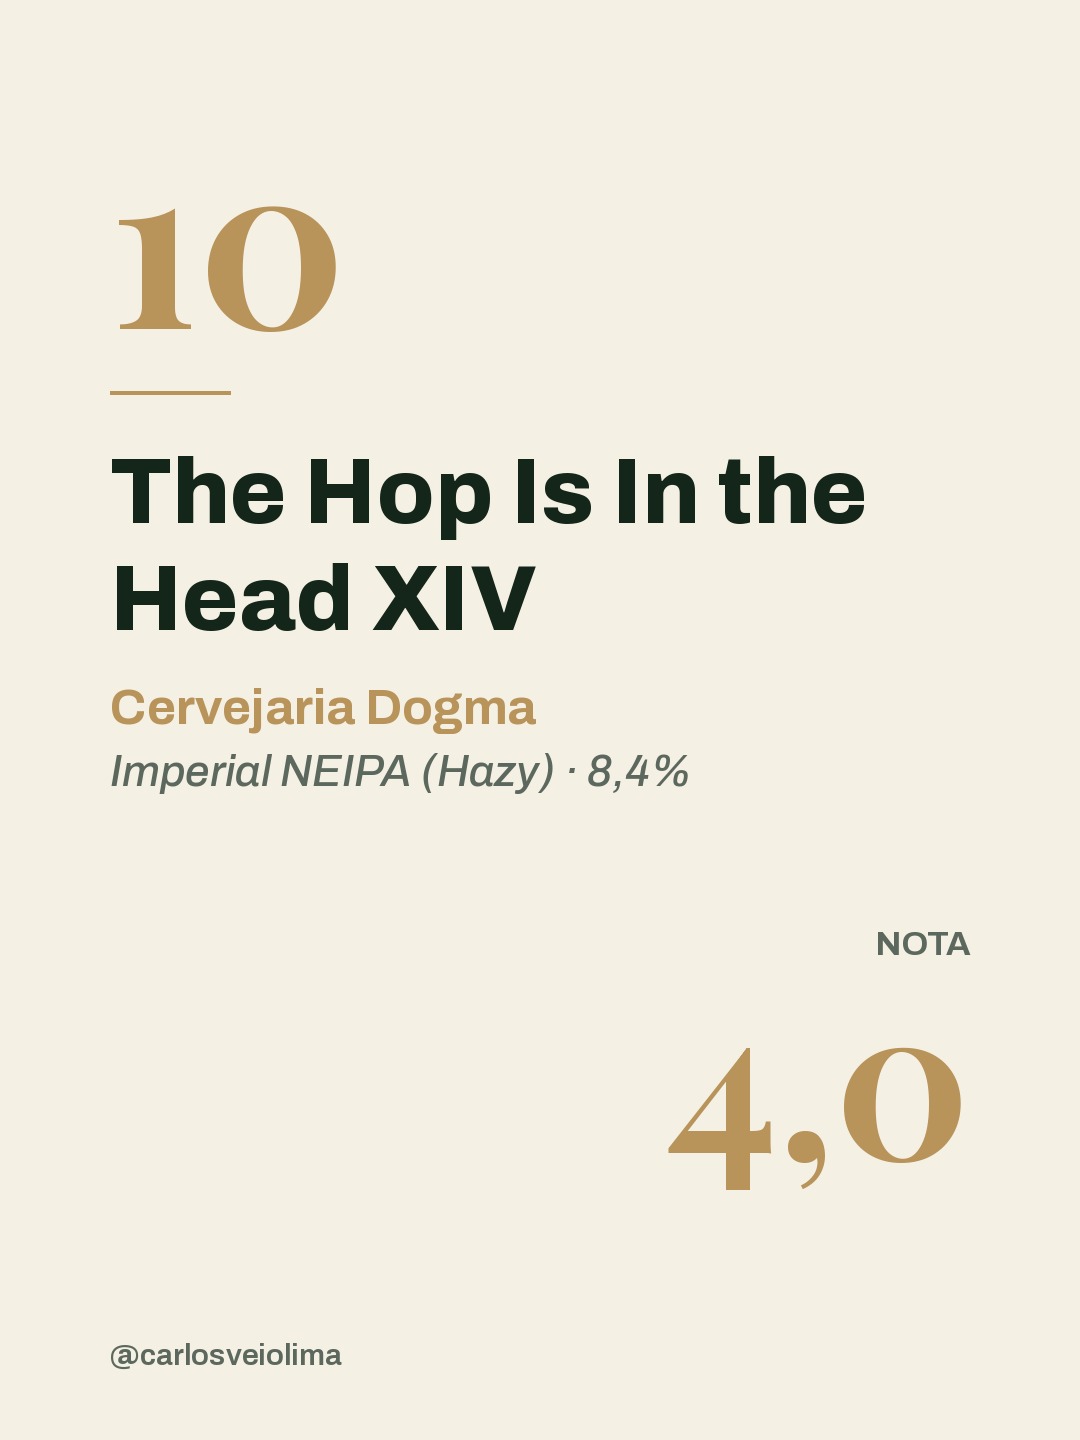 10
The Hop Is In the
Head XIV
Cervejaria Dogma
Imperial NEIPA (Hazy) · 8,4%
NOTA
4,0
@carlosveiolima